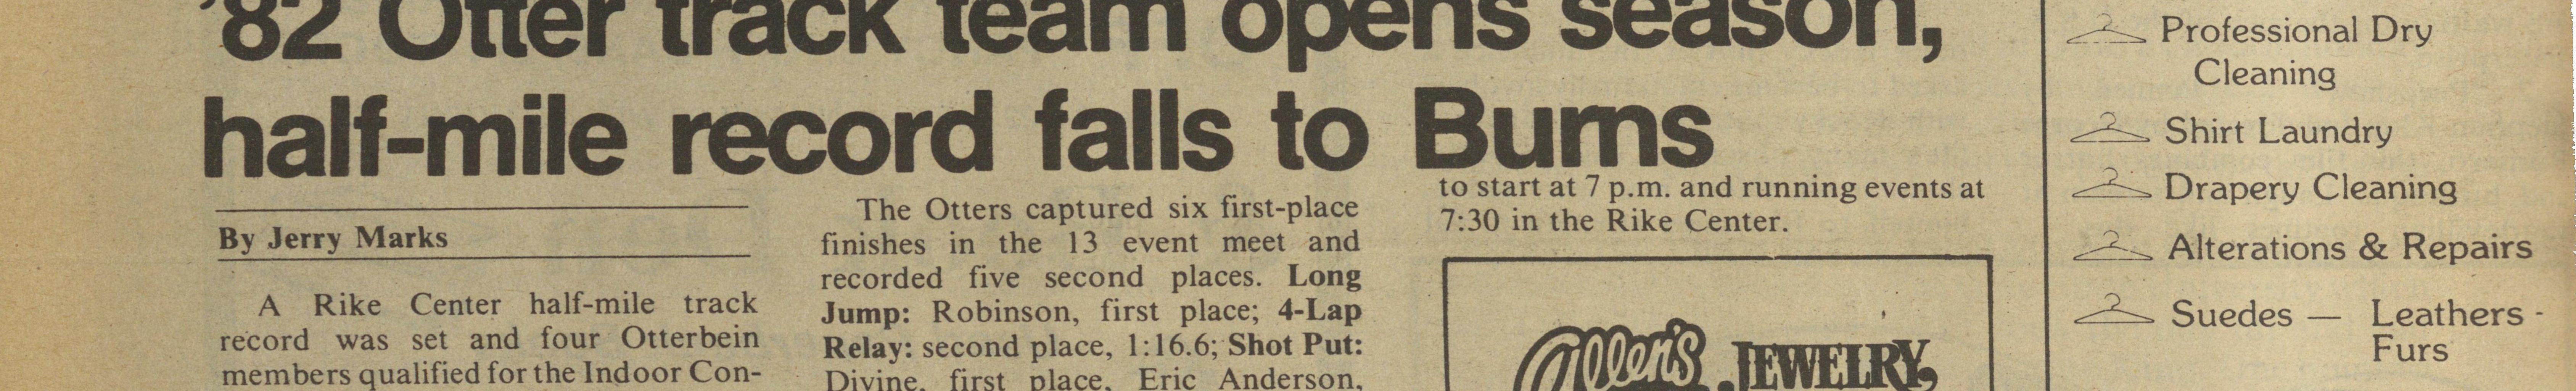 '82 Otter track team opens season,
half-mile record falls to Burns
By Jerry Marks
A Rike Center half-mile track
record was set and four Otterbein
members qualified for the Indoor Con-
The Otters captured six first-place
finishes in the 13 event meet and
recorded five second places. Long
Jump: Robinson, first place; 4-Lap
Relay: second place, 1:16.6; Shot Put:
Divine, first place, Eric Anderson,
to start at 7 p.m. and running events at
7:30 in the Rike Center.
Allen's JEWELRY,
Professional Dry
Cleaning
Shirt Laundry
Drapery Cleaning
Alterations & Repairs
Suedes — Leathers -
Furs